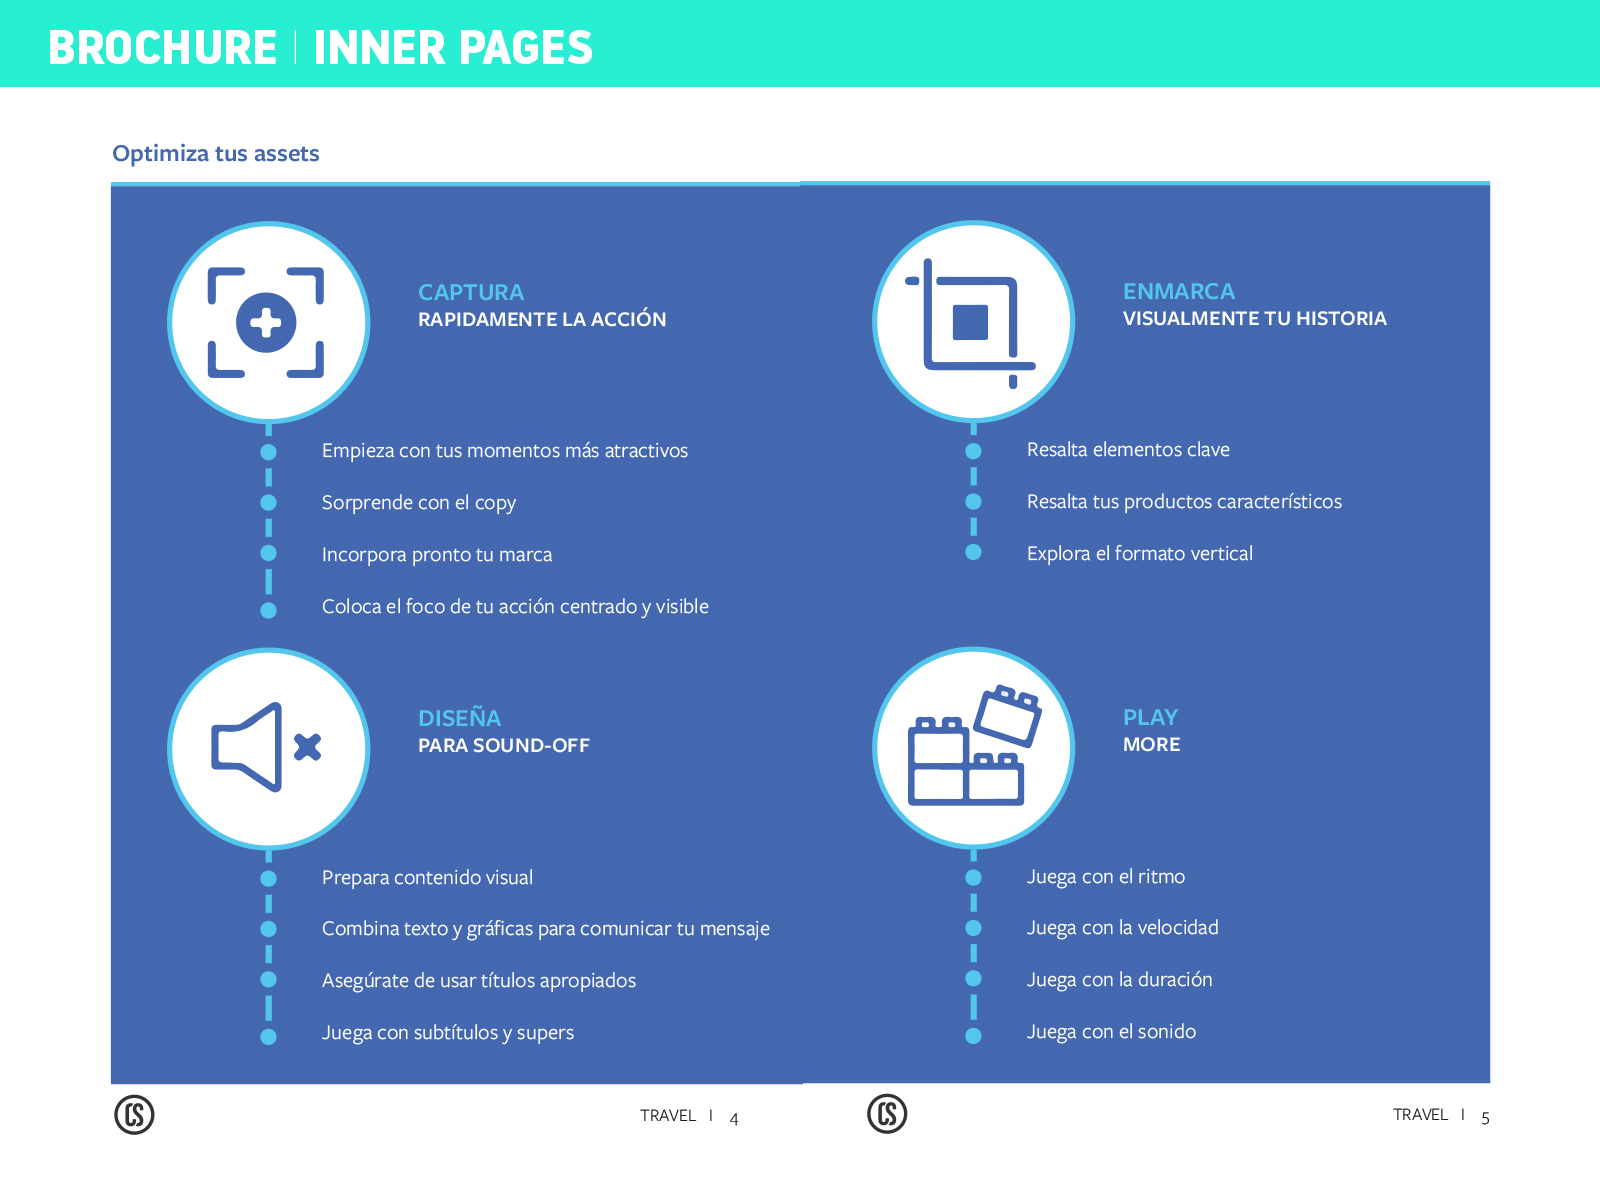 BROCHURE | INNER PAGES
Optimiza tus assets
CAPTURA
RAPIDAMENTE LA ACCIÓN
Empieza con tus momentos más atractivos
Sorprende con el copy
Incorpora pronto tu marca
Coloca el foco de tu acción centrado y visible
DISEÑA
PARA SOUND-OFF
Prepara contenido visual
Combina texto y gráficas para comunicar tu mensaje
Asegúrate de usar títulos apropiados
Juega con subtítulos y supers
CS
TRAVEL | 4
ENMARCA
VISUALMENTE TU HISTORIA
Resalta elementos clave
Resalta tus productos característicos
Explora el formato vertical
PLAY
MORE
Juega con el ritmo
Juega con la velocidad
Juega con la duración
Juega con el sonido
CS
TRAVEL | 5